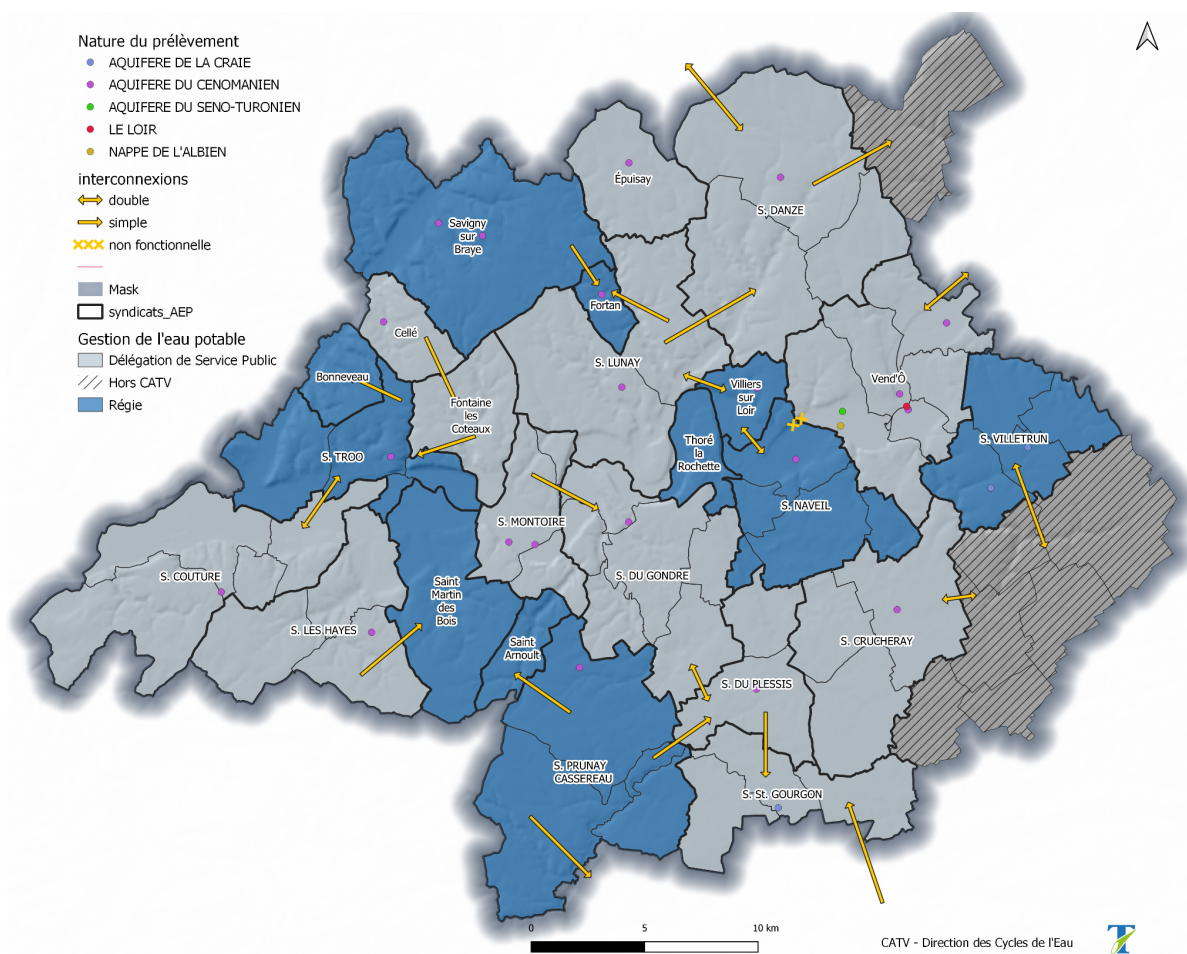 Nature du prélèvement
AQUIFERE DE LA CRAIE
AQUIFERE DU CENOMANIEN
AQUIFERE DU SENO-TURONIEN
LE LOIR
NAPPE DE L'ALBIEN
interconnexions
double
simple
non fonctionnelle
Mask
syndicats_AEP
Gestion de l'eau potable
Délégation de Service Public
Hors CATV
Régie
Épuisay
S. DANZE
Savigny
sur
Braye
Fortan
Cellé
S. LUNAY
Vend'Ô
Bonneveau
Villiers
sur
Loir
Fontaine
les
Coteaux
Thoré
la
Rochette
S. VILLETRUN
S. TROO
S. NAVEIL
S. MONTOIRE
S. COUTURE
S. DU GONDRE
Saint
Martin
des
Bois
S. LES HAYES
Saint
Arnoult
S. CRUCHERAY
S. DU PLESSIS
S. PRUNAY
CASSEREAU
S. St. GOURGON
0
5
10 km
CATV - Direction des Cycles de l'Eau